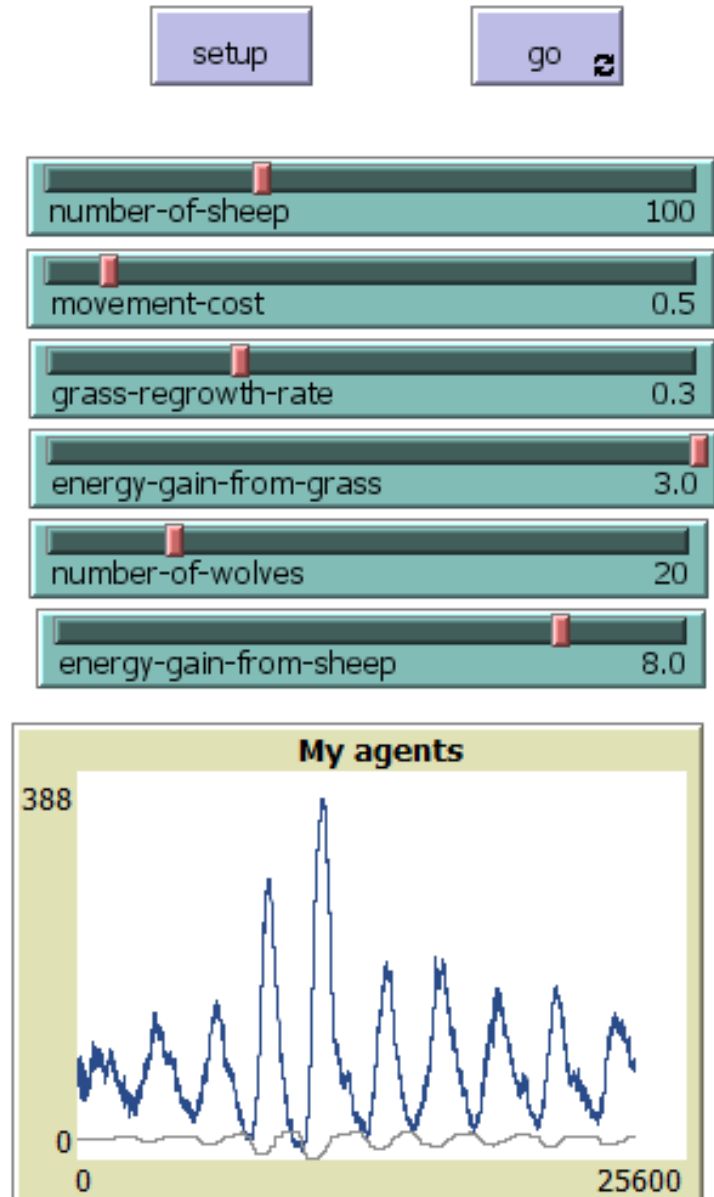 setup go
number-of-sheep 100
movement-cost 0.5
grass-regrowth-rate 0.3
energy-gain-from-grass 3.0
number-of-wolves 20
energy-gain-from-sheep 8.0
My agents
388
0
0 25600